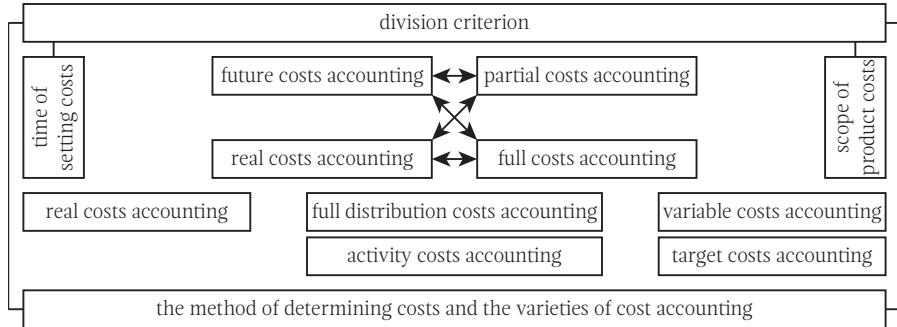 division criterion
time of
setting costs
future costs accounting
partial costs accounting
real costs accounting
full costs accounting
scope of
product costs
real costs accounting
full distribution costs accounting
variable costs accounting
activity costs accounting
target costs accounting
the method of determining costs and the varieties of cost accounting